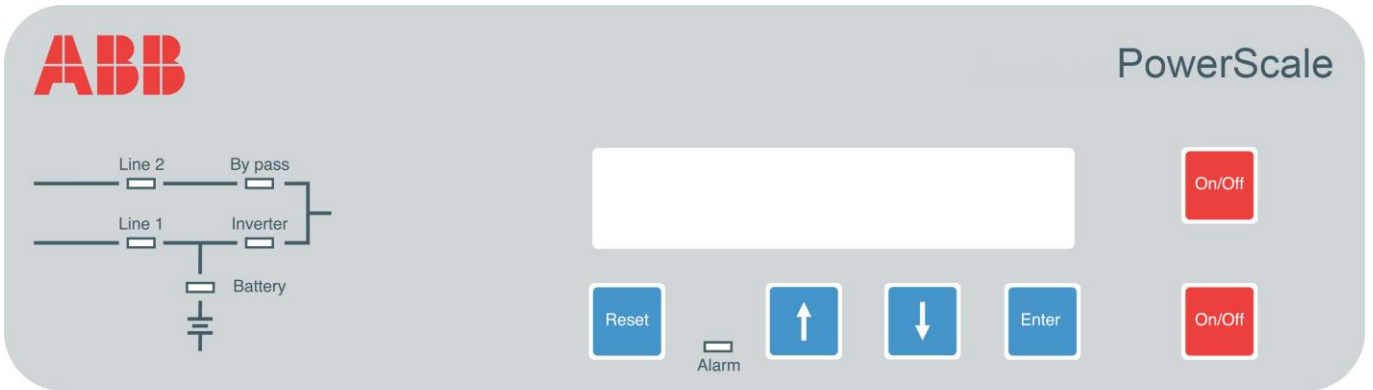 ABB
PowerScale
Line 2
By pass
On/Off
Line 1
Inverter
Battery
Reset
Alarm
Enter
On/Off